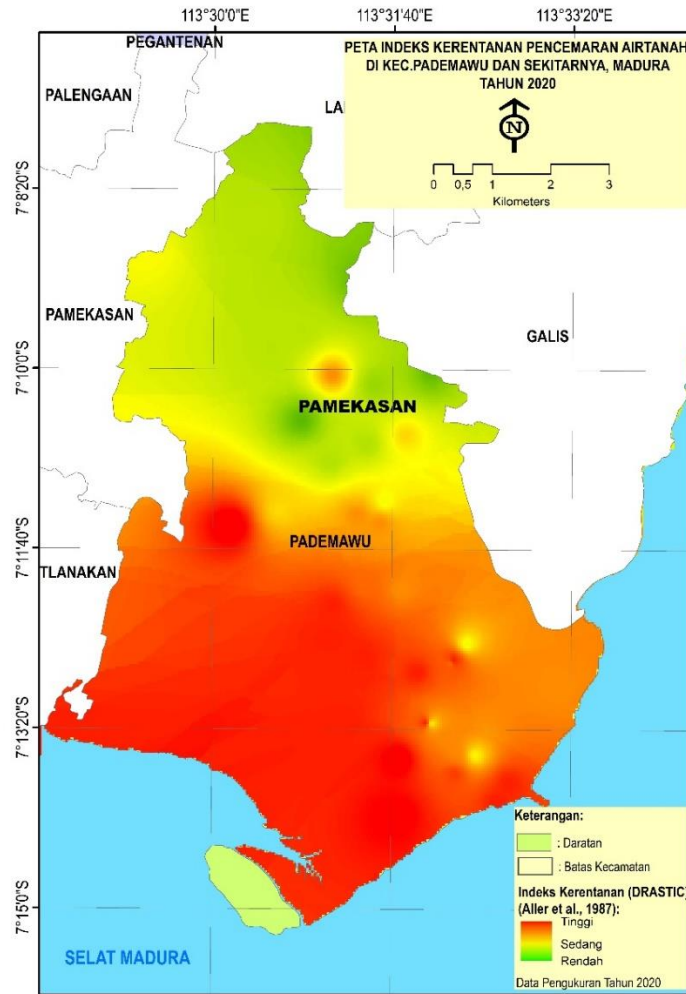 113°30'0"E
113°31'40"E
113°33'20"E
PEGANTENAN
PETA INDEKS KERENTANAN PENCEMARAN AIRTANAH
DI KEC.PADEMAWU DAN SEKITARNYA, MADURA
TAHUN 2020
N
0 0,5 1 2 3
Kilometers
PALENGAAN
LA
7°8'20"S
PAMEKASAN
GALIS
7°10'0"S
PAMEKASAN
PADEMAWU
7°11'40"S
TLANAKAN
7°13'20"S
Keterangan:
: Daratan
: Batas Kecamatan
Indeks Kerentanan (DRASTIC)
(Aller et al., 1987):
Tinggi
Sedang
Rendah
Data Pengukuran Tahun 2020
7°15'0"S
SELAT MADURA